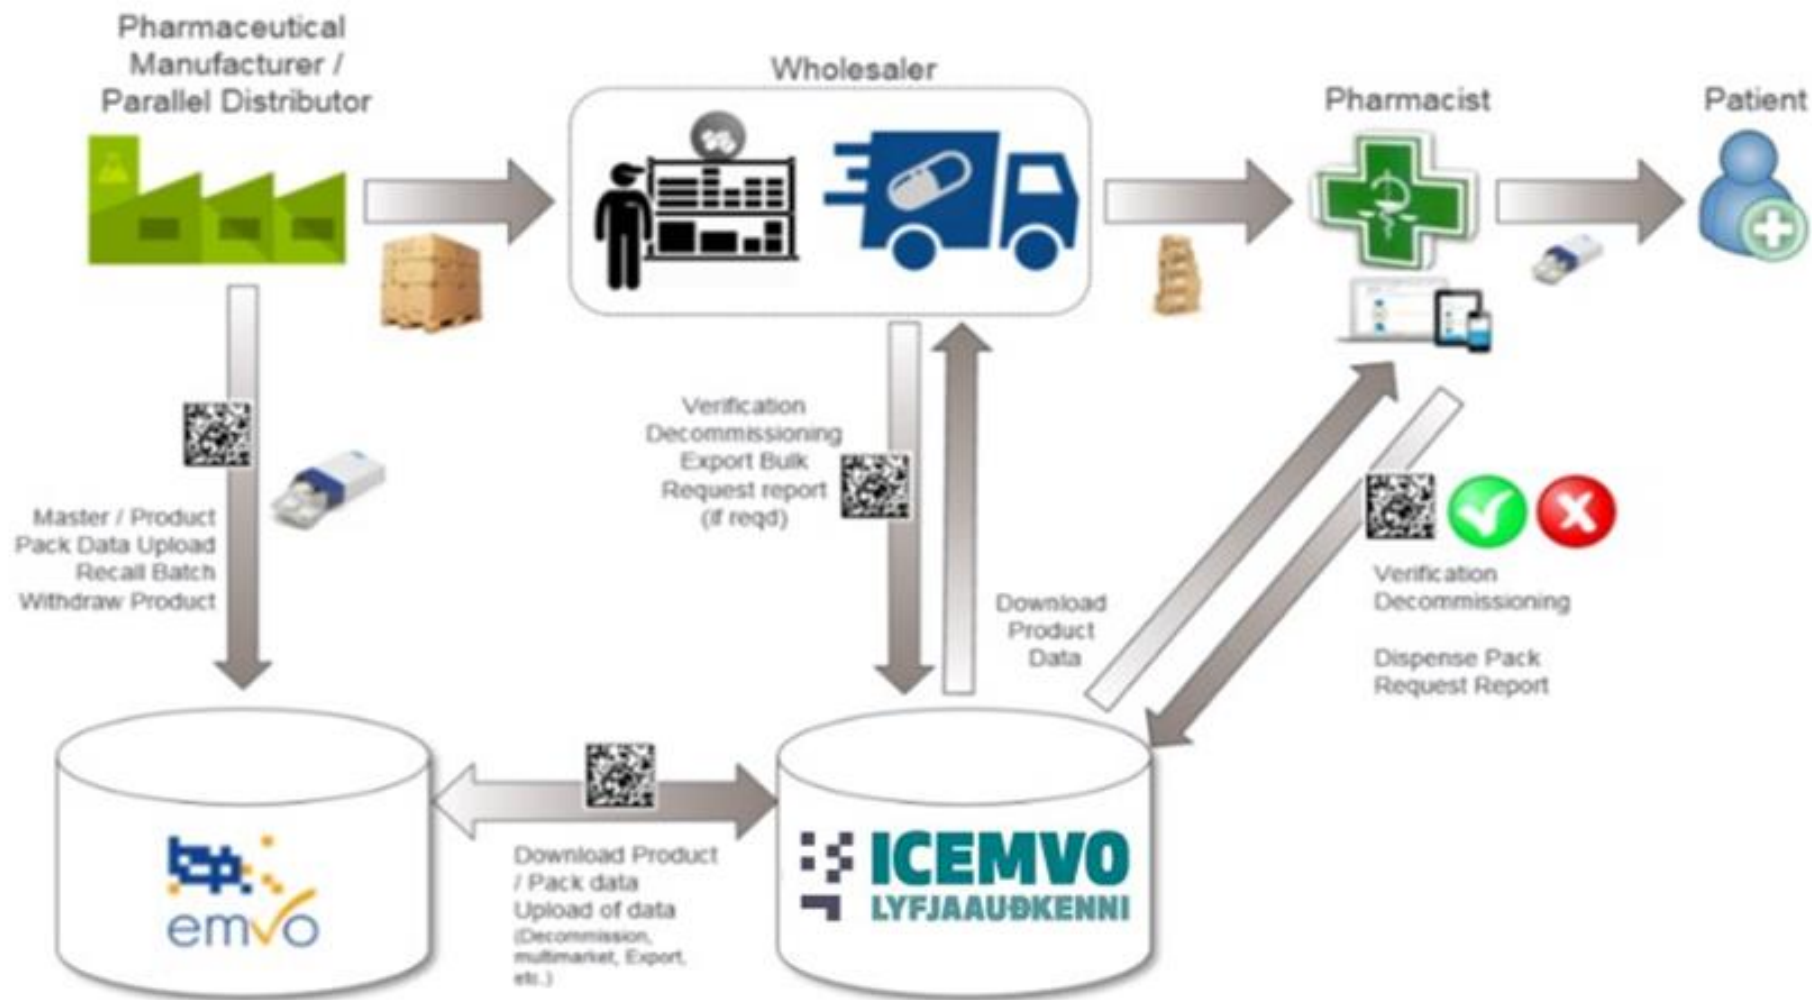 Pharmaceutical
Manufacturer /
Parallel Distributor
Wholesaler
Pharmacist
Patient
Master / Product
Pack Data Upload
Recall Batch
Withdraw Product
Verification
Decommissioning
Export Bulk
Request report
(if reqd)
Download
Product
Data
Verification
Decommissioning
Dispense Pack
Request Report
emvo
Download Product
/ Pack data
Upload of data
(Decommission,
multimarket, Export,
etc.)
ICEMVO
LYFJAAUÐKENNI